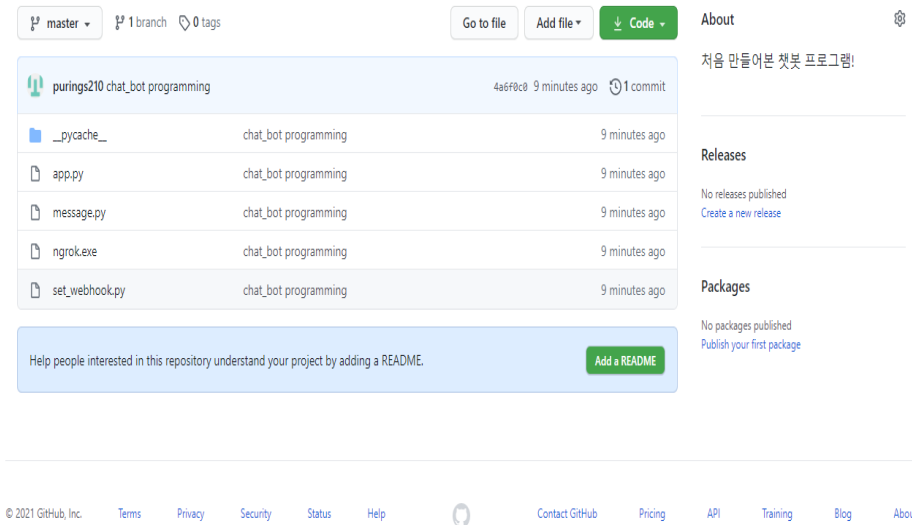 master
1 branch
0 tags
Go to file
Add file
Code
purings210 chat_bot programming
4a6f0c0 9 minutes ago
1 commit
__pycache__
chat_bot programming
9 minutes ago
app.py
chat_bot programming
9 minutes ago
message.py
chat_bot programming
9 minutes ago
ngrok.exe
chat_bot programming
9 minutes ago
set_webhook.py
chat_bot programming
9 minutes ago
Help people interested in this repository understand your project by adding a README.
Add a README
About
처음 만들어본 챗봇 프로그램!
Releases
No releases published
Create a new release
Packages
No packages published
Publish your first package
© 2021 GitHub, Inc.
Terms
Privacy
Security
Status
Help
Contact GitHub
Pricing
API
Training
Blog
Abou